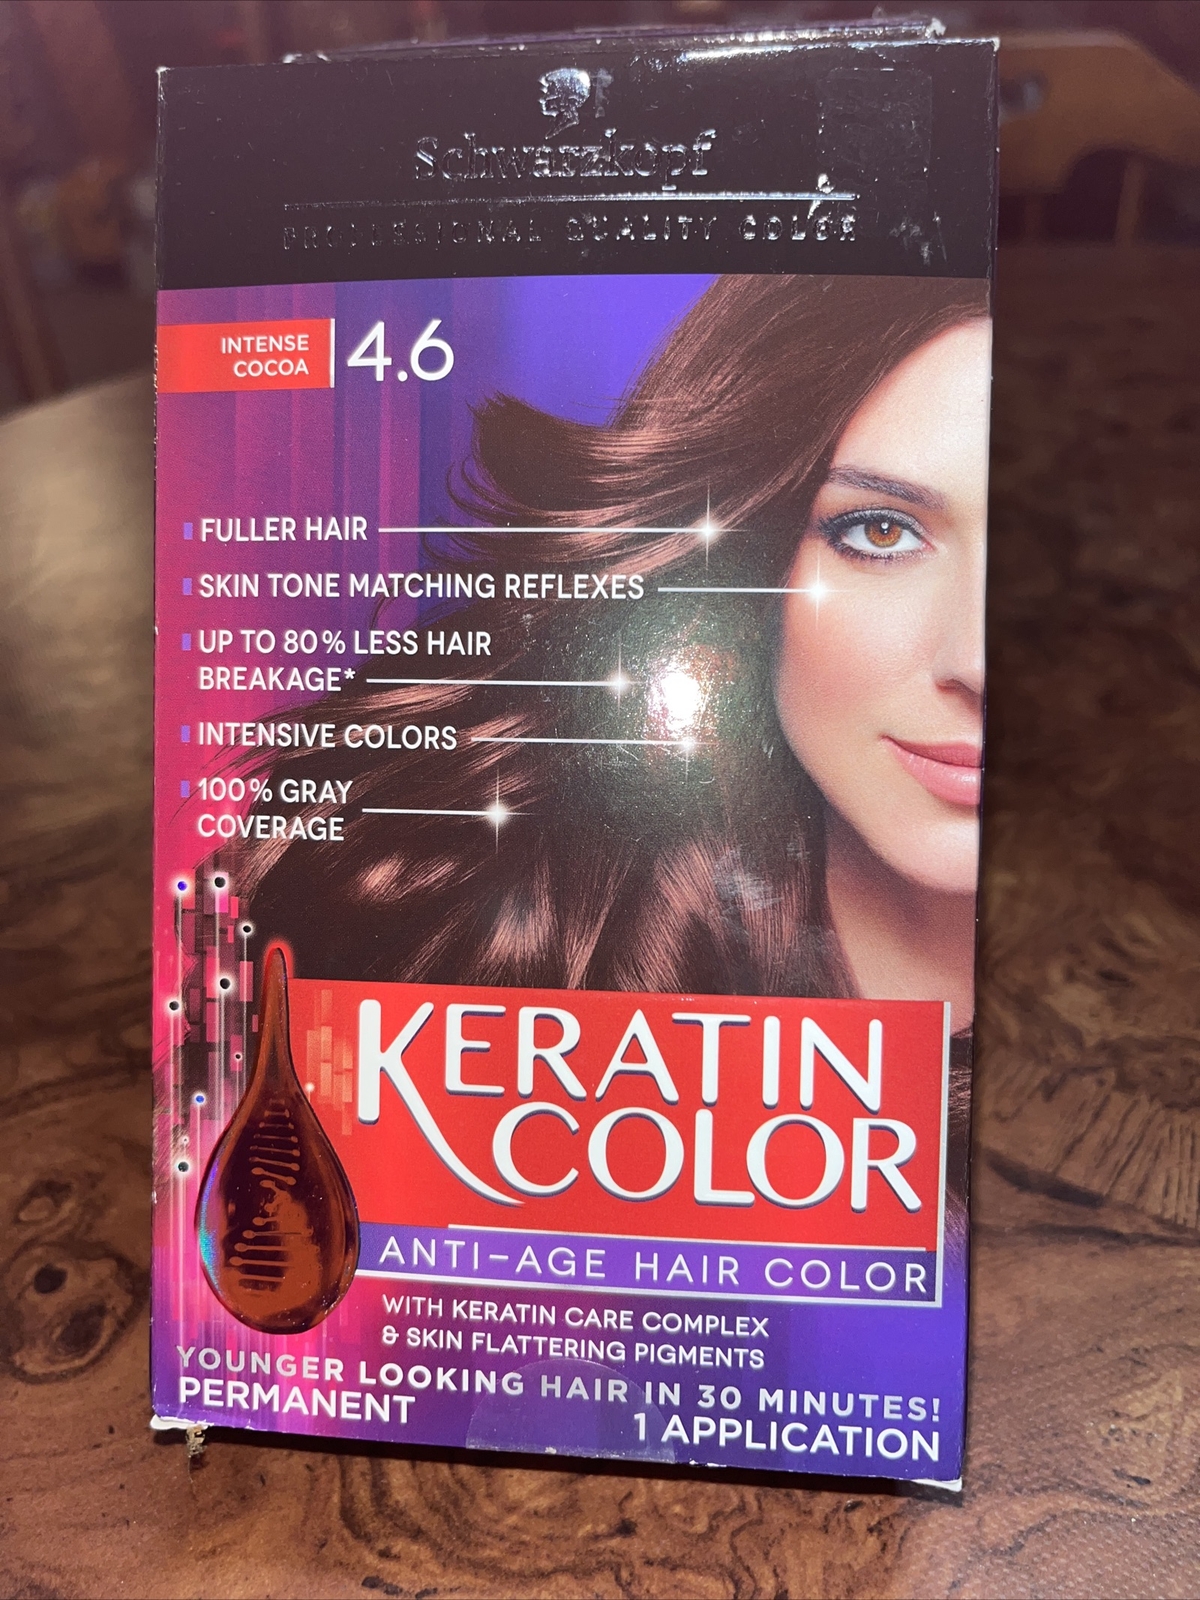 Schwarzkopf
PROFESSIONAL QUALITY COLOR
INTENSE
COCOA
4.6
FULLER HAIR
SKIN TONE MATCHING REFLEXES
UP TO 80% LESS HAIR
BREAKAGE*
INTENSIVE COLORS
100% GRAY
COVERAGE
KERATIN
COLOR
ANTI-AGE HAIR COLOR
WITH KERATIN CARE COMPLEX
& SKIN FLATTERING PIGMENTS
YOUNGER LOOKING HAIR IN 30 MINUTES!
PERMANENT
1 APPLICATION